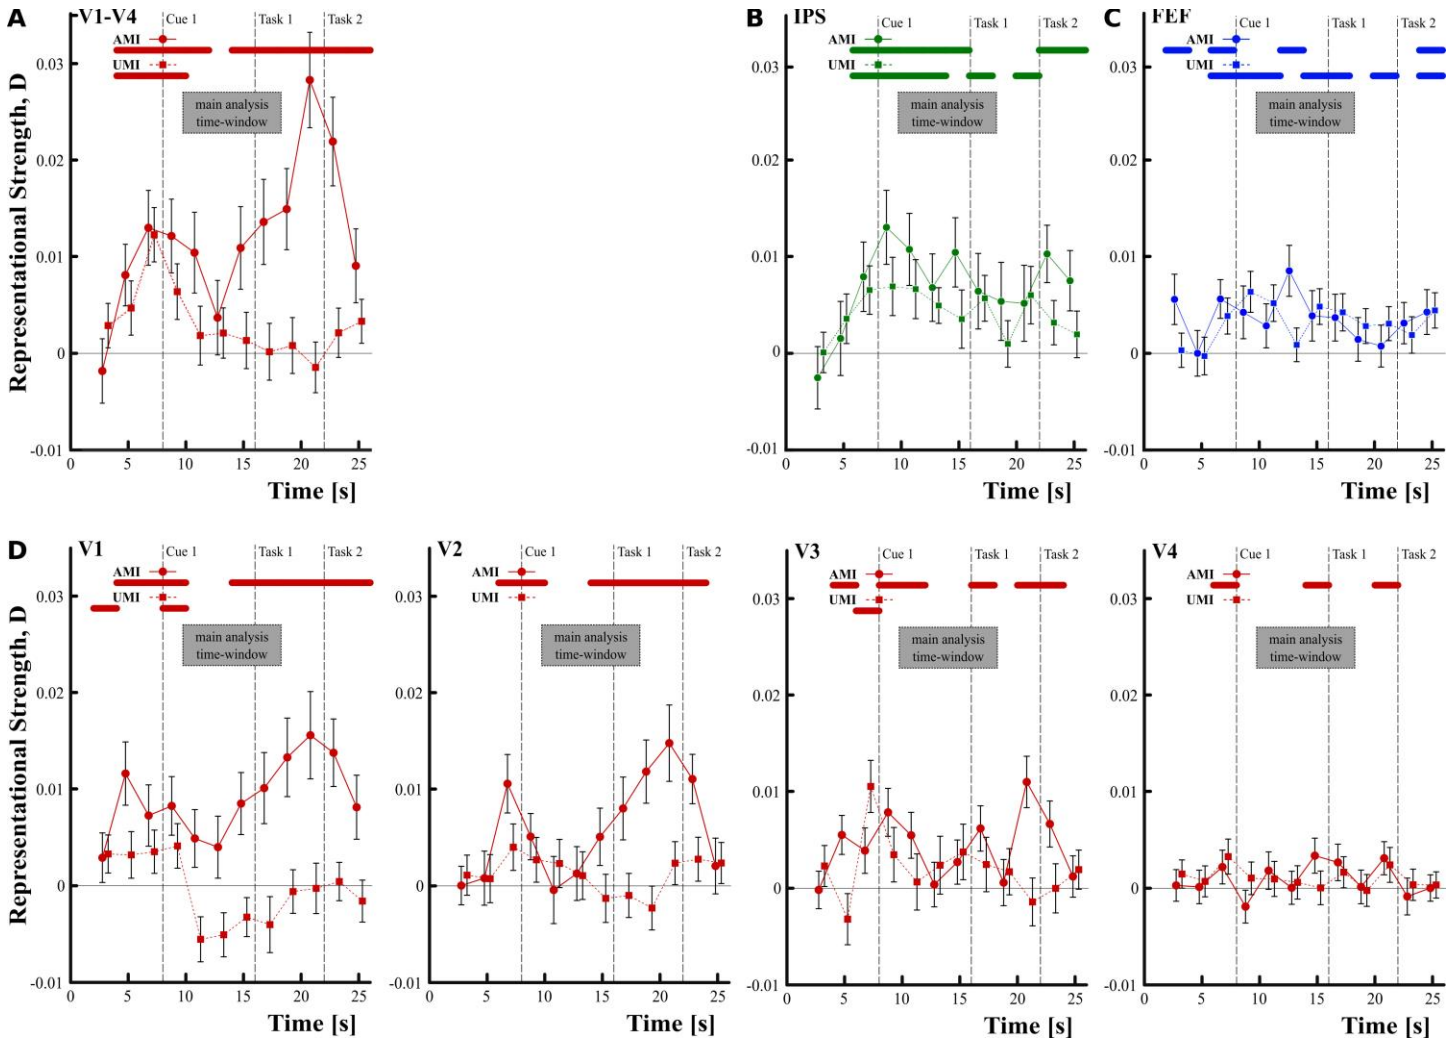 A
V1-V4
Cue 1
Task 1
Task 2
AMI
UMI
main analysis
time-window
Representational Strength, D
0.03
0.02
0.01
0
-0.01
0
5
10
15
20
25
Time [s]
B
IPS
Cue 1
Task 1
Task 2
AMI
UMI
main analysis
time-window
0.03
0.02
0.01
0
-0.01
0
5
10
15
20
25
Time [s]
C
FEF
Cue 1
Task 1
Task 2
AMI
UMI
main analysis
time-window
0.03
0.02
0.01
0
-0.01
0
5
10
15
20
25
Time [s]
D
V1
Cue 1
Task 1
Task 2
AMI
UMI
main analysis
time-window
Representational Strength, D
0.03
0.02
0.01
0
-0.01
0
5
10
15
20
25
Time [s]
V2
Cue 1
Task 1
Task 2
AMI
UMI
main analysis
time-window
0
5
10
15
20
25
Time [s]
V3
Cue 1
Task 1
Task 2
AMI
UMI
main analysis
time-window
0.03
0.02
0.01
0
-0.01
0
5
10
15
20
25
Time [s]
V4
Cue 1
Task 1
Task 2
AMI
UMI
main analysis
time-window
0.03
0.02
0.01
0
-0.01
0
5
10
15
20
25
Time [s]